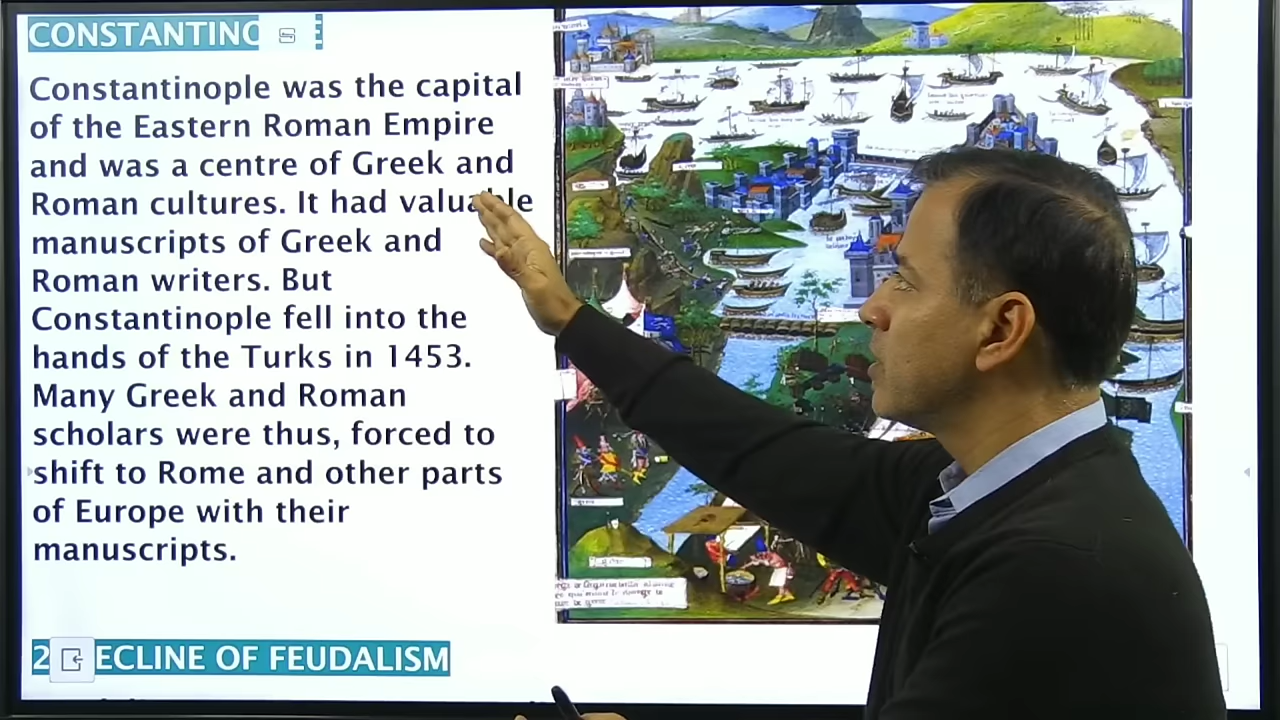 CONSTANTINO E
Constantinople was the capital
of the Eastern Roman Empire
and was a centre of Greek and
Roman cultures. It had valuable
manuscripts of Greek and
Roman writers. But
Constantinople fell into the
hands of the Turks in 1453.
Many Greek and Roman
scholars were thus, forced to
shift to Rome and other parts
of Europe with their
manuscripts.
2 ECLINE OF FEUDALISM